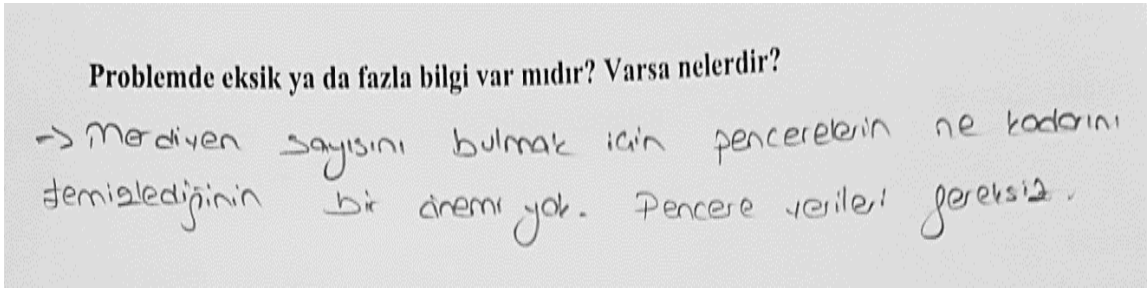 Problemde eksik ya da fazla bilgi var mıdır? Varsa nelerdir?
→ Merdiven sayısını bulmak için pencerelerin ne kadarını
temizlediğinin bir önemi yok. Pencere verileri gereksiz.